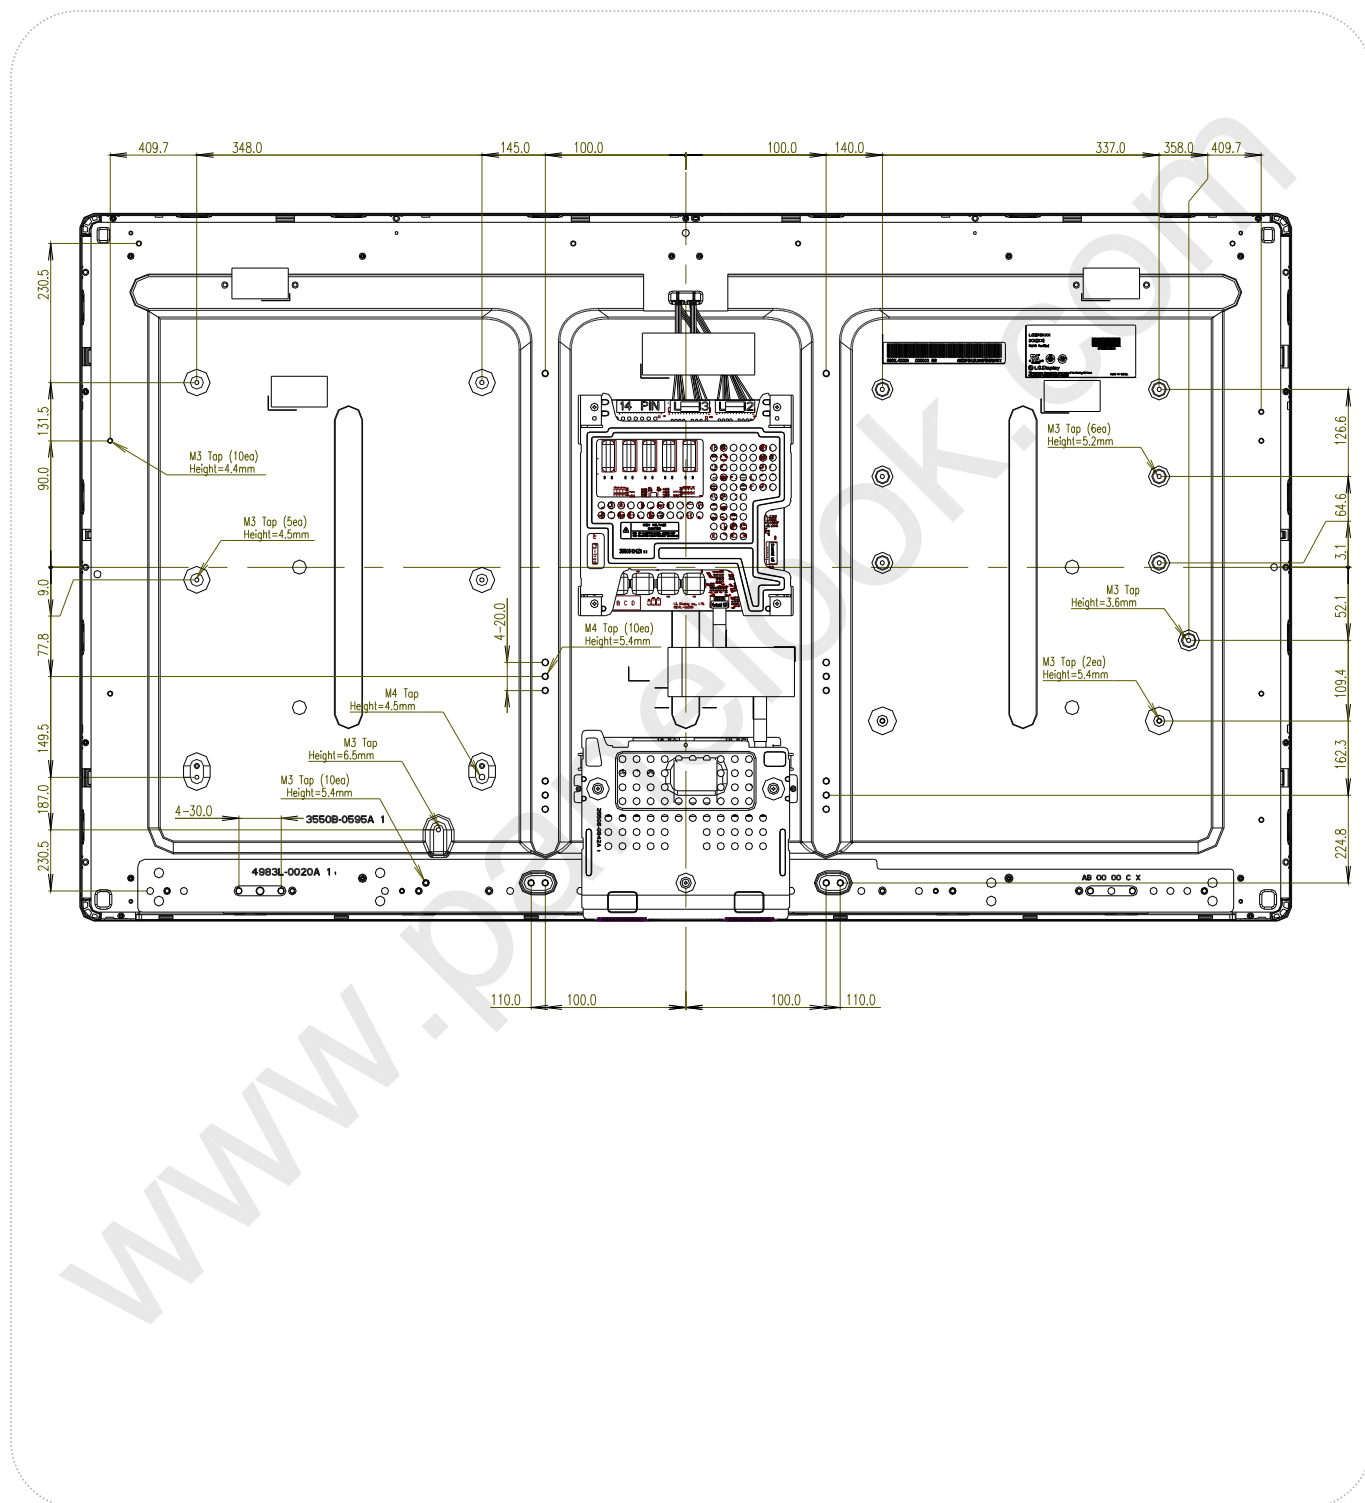 409.7 348.0 145.0 100.0 100.0 140.0 337.0 358.0 409.7
230.5
131.5
90.0
9.0
77.8
149.5
187.0
230.5
126.6
64.6
3.1
52.1
109.4
162.3
224.8
LG.Display
14 PIN
M3 Tap (10ea)
Height=4.4mm
M3 Tap (6ea)
Height=5.2mm
M3 Tap (5ea)
Height=4.5mm
M3 Tap
Height=3.6mm
4-20.0
M4 Tap (10ea)
Height=5.4mm
M3 Tap (2ea)
Height=5.4mm
M4 Tap
Height=4.5mm
M3 Tap
Height=6.5mm
M3 Tap (10ea)
Height=5.4mm
4-30.0
3550B-0595A 1
4983L-0020A 1
AB 00 00 C X
110.0 100.0 100.0 110.0